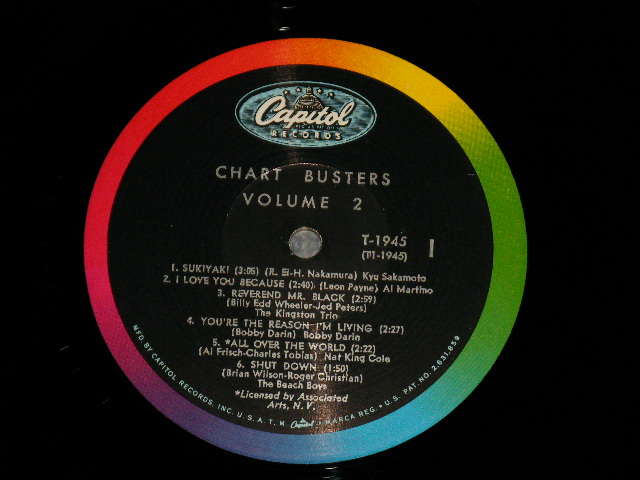 Capitol
RECORDS
CHART BUSTERS
VOLUME 2
T-1945
(T1-1945)
1
1. SUKIYAKI (3:05) (R. Ei-H. Nakamura) Kyu Sakamoto
2. I LOVE YOU BECAUSE (2:40) (Leon Payne) Al Martino
3. REVEREND MR. BLACK (2:59)
(Billy Edd Wheeler-Jed Peters)
The Kingston Trio
4. YOU'RE THE REASON I'M LIVING (2:27)
(Bobby Darin) Bobby Darin
5. *ALL OVER THE WORLD (2:22)
(Al Frisch-Charles Tobias) Nat King Cole
6. SHUT DOWN (1:50)
(Brian Wilson-Roger Christian)
The Beach Boys
*Licensed by Associated
Arts, N.V.
MFD. BY CAPITOL RECORDS, INC. U.S.A. T.M. Capitol MARCA REG. • U.S. PAT. NO. 2,631,859